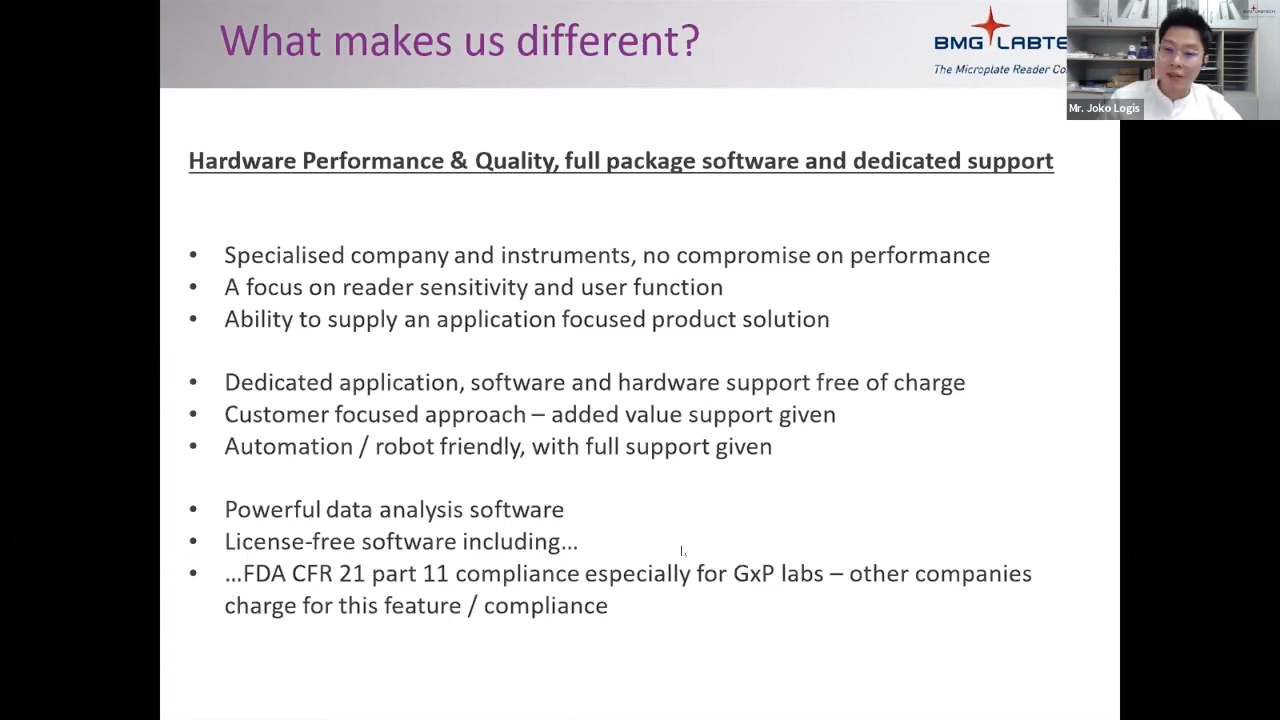 What makes us different?
BMG LABTE
The Microplate Reader Co
Mr. Joko Logis
Hardware Performance & Quality, full package software and dedicated support
• Specialised company and instruments, no compromise on performance
• A focus on reader sensitivity and user function
• Ability to supply an application focused product solution
• Dedicated application, software and hardware support free of charge
• Customer focused approach – added value support given
• Automation / robot friendly, with full support given
• Powerful data analysis software
• License-free software including…
• …FDA CFR 21 part 11 compliance especially for GxP labs – other companies
charge for this feature / compliance